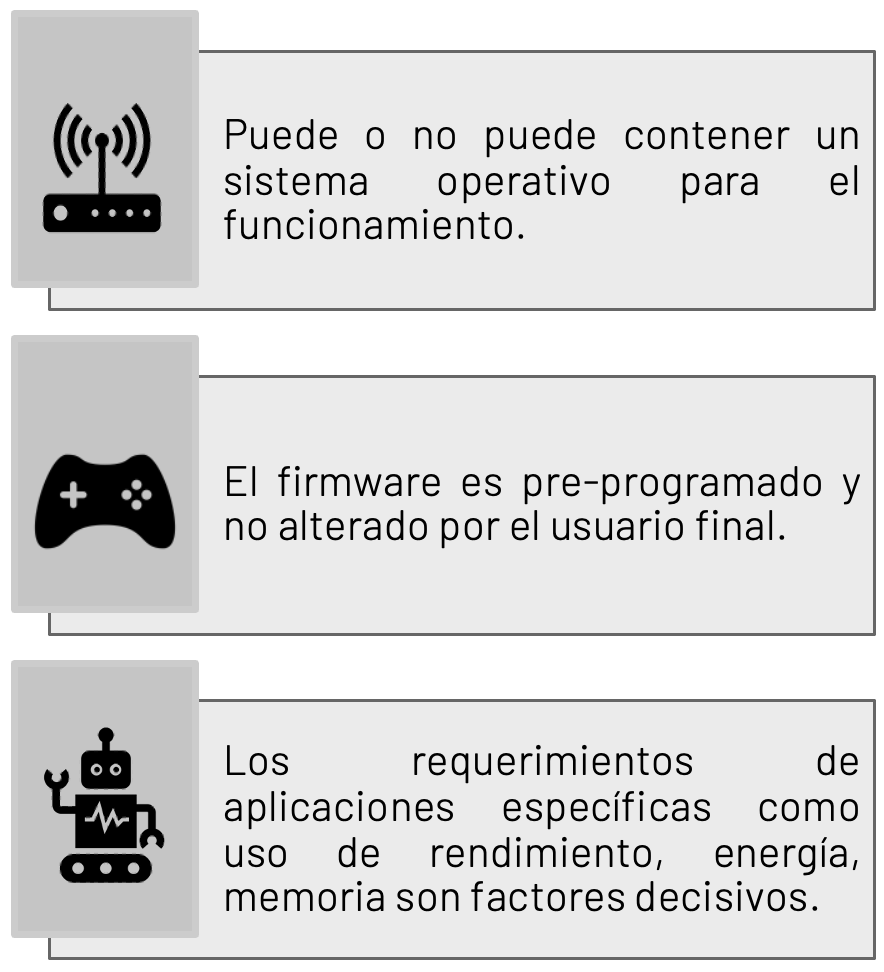 Puede o no puede contener un
sistema operativo para el
funcionamiento.
El firmware es pre-programado y
no alterado por el usuario final.
Los requerimientos de
aplicaciones específicas como
uso de rendimiento, energía,
memoria son factores decisivos.